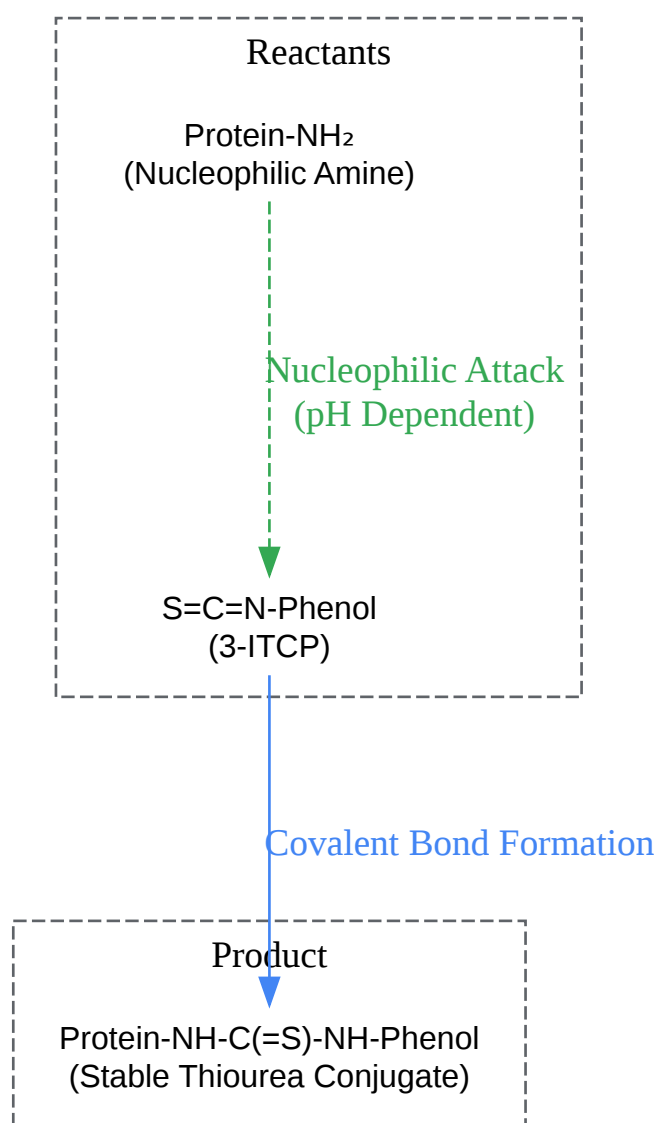 Reactants
Protein-NH₂
(Nucleophilic Amine)
Nucleophilic Attack
(pH Dependent)
S=C=N-Phenol
(3-ITCP)
Covalent Bond Formation
Product
Protein-NH-C(=S)-NH-Phenol
(Stable Thiourea Conjugate)